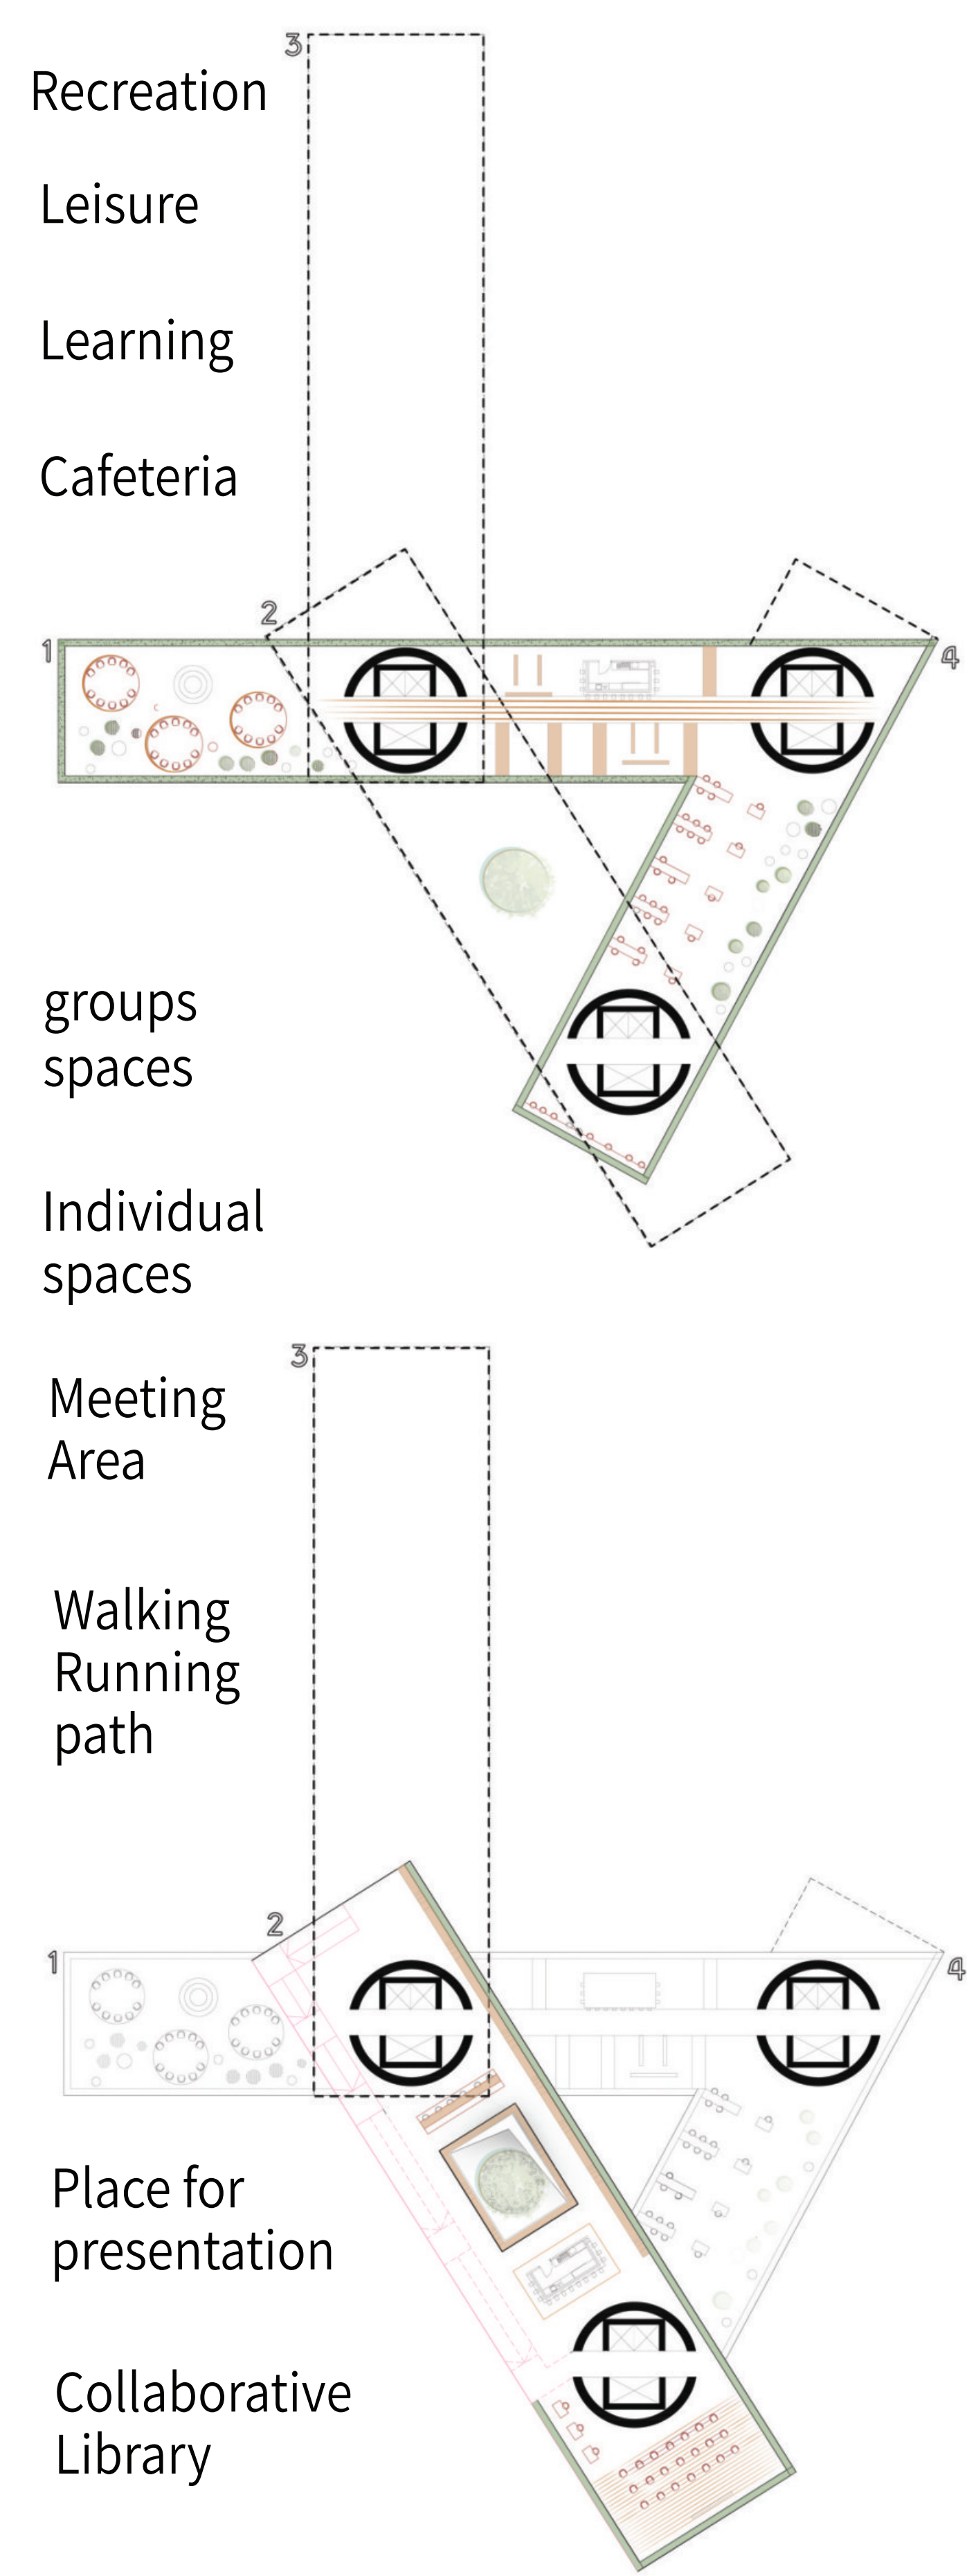 3
Recreation
Leisure
Learning
Cafeteria
2
1
4
groups
spaces
Individual
spaces
3
Meeting
Area
Walking
Running
path
2
1
4
Place for
presentation
Collaborative
Library